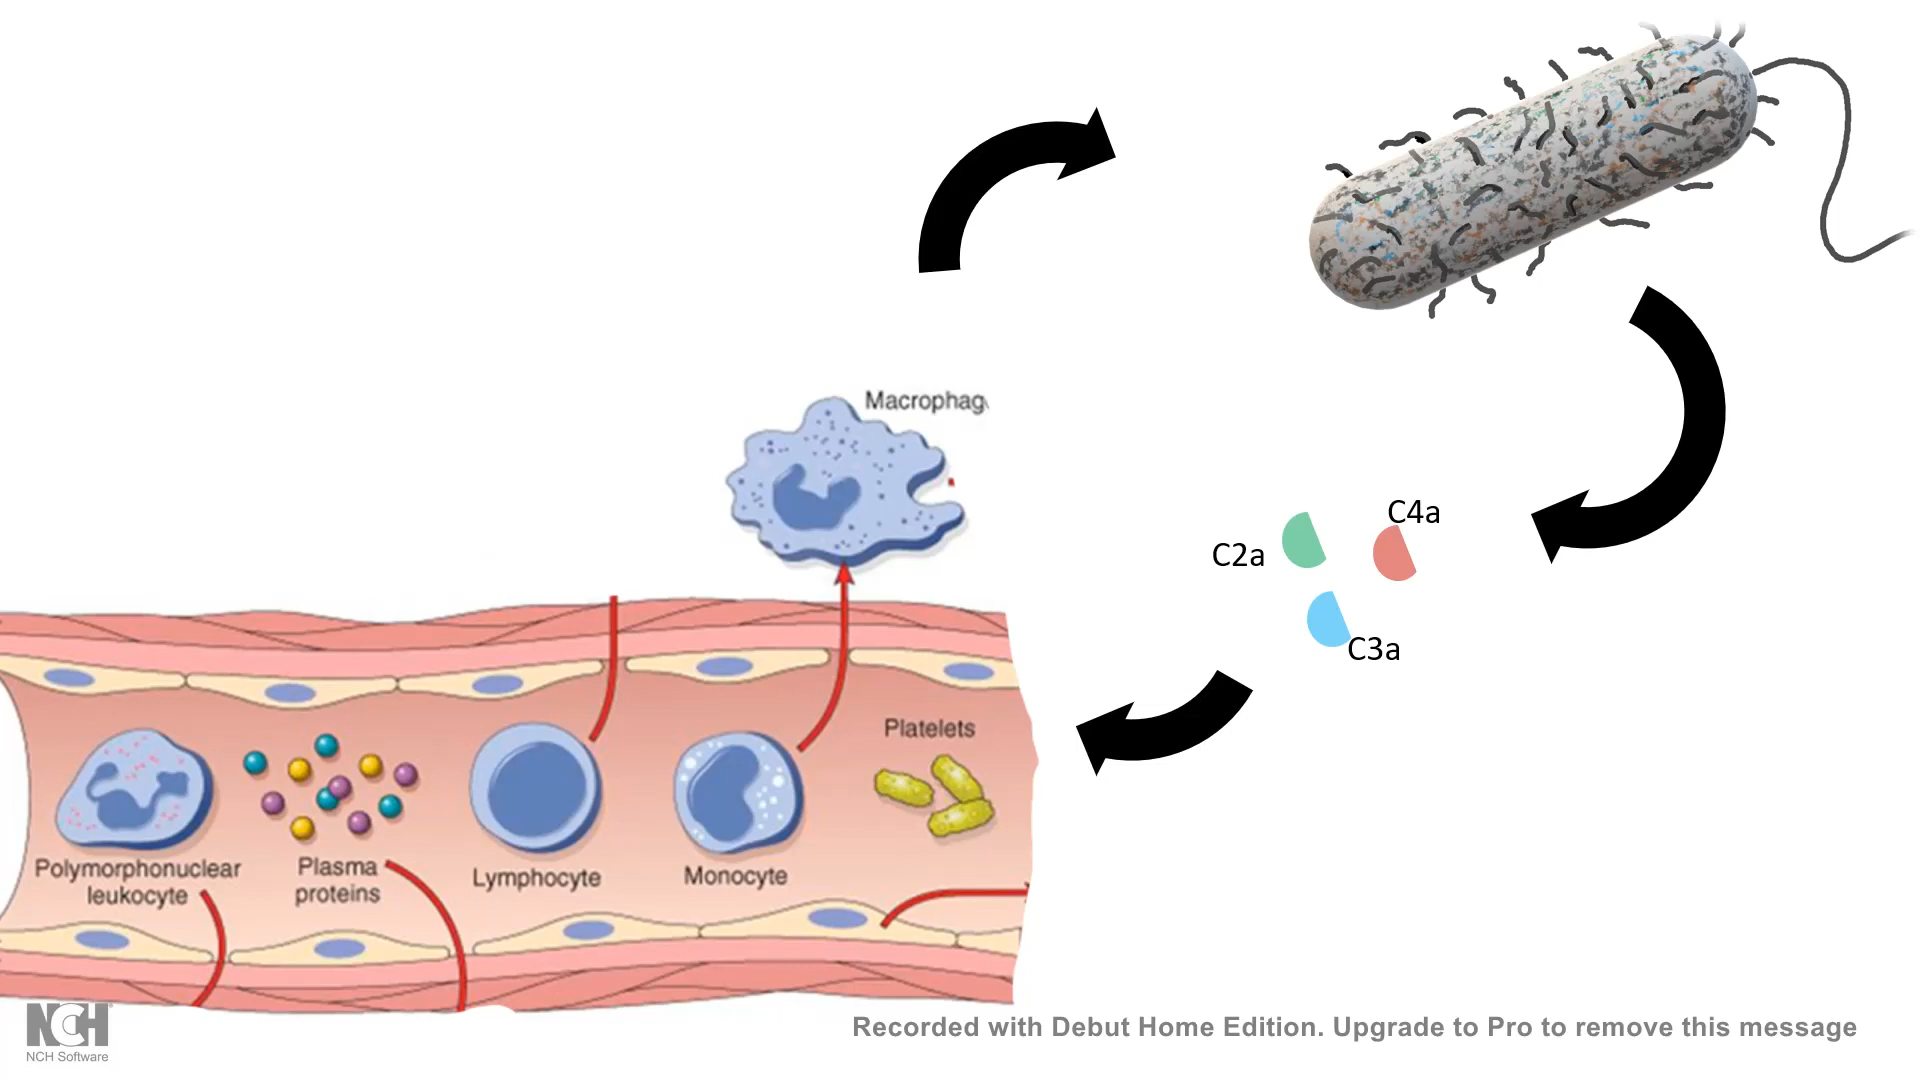 Macrophag
C4a
C2a
C3a
Platelets
Polymorphonuclear
leukocyte
Plasma
proteins
Lymphocyte
Monocyte
NCH
NCH Software
Recorded with Debut Home Edition. Upgrade to Pro to remove this message